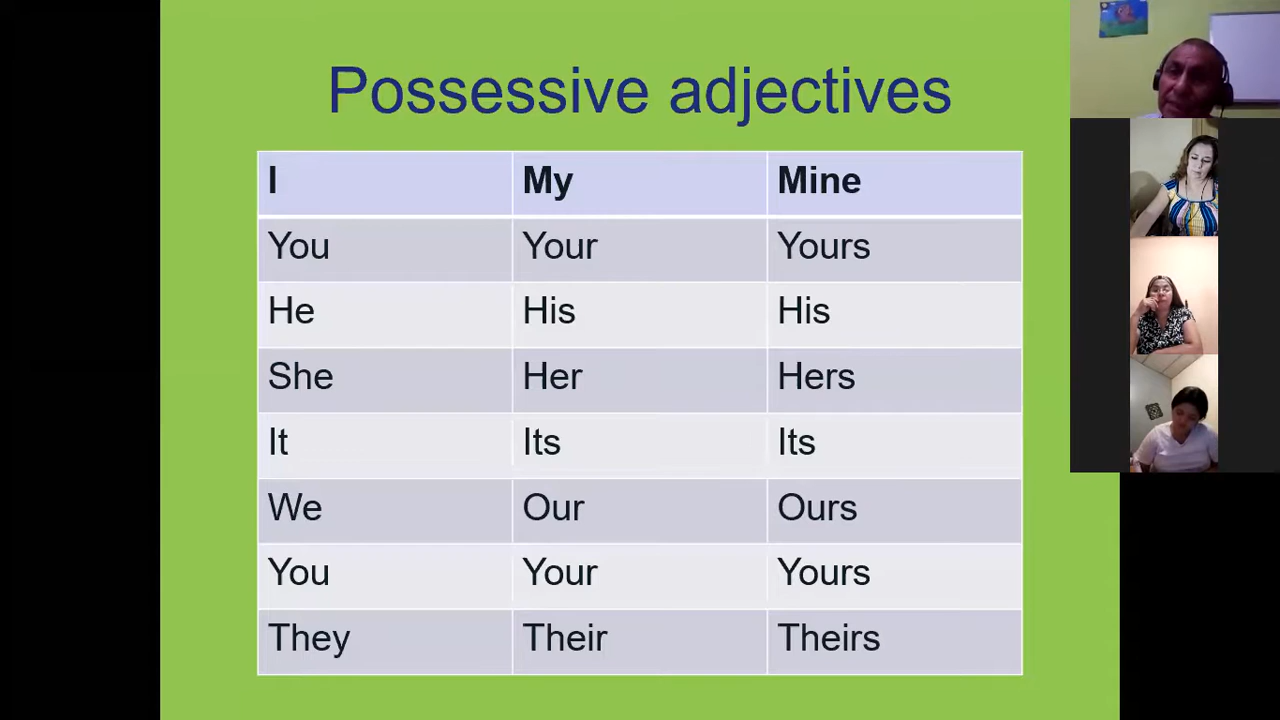 Possessive adjectives
I My Mine
You Your Yours
He His His
She Her Hers
It Its Its
We Our Ours
You Your Yours
They Their Theirs